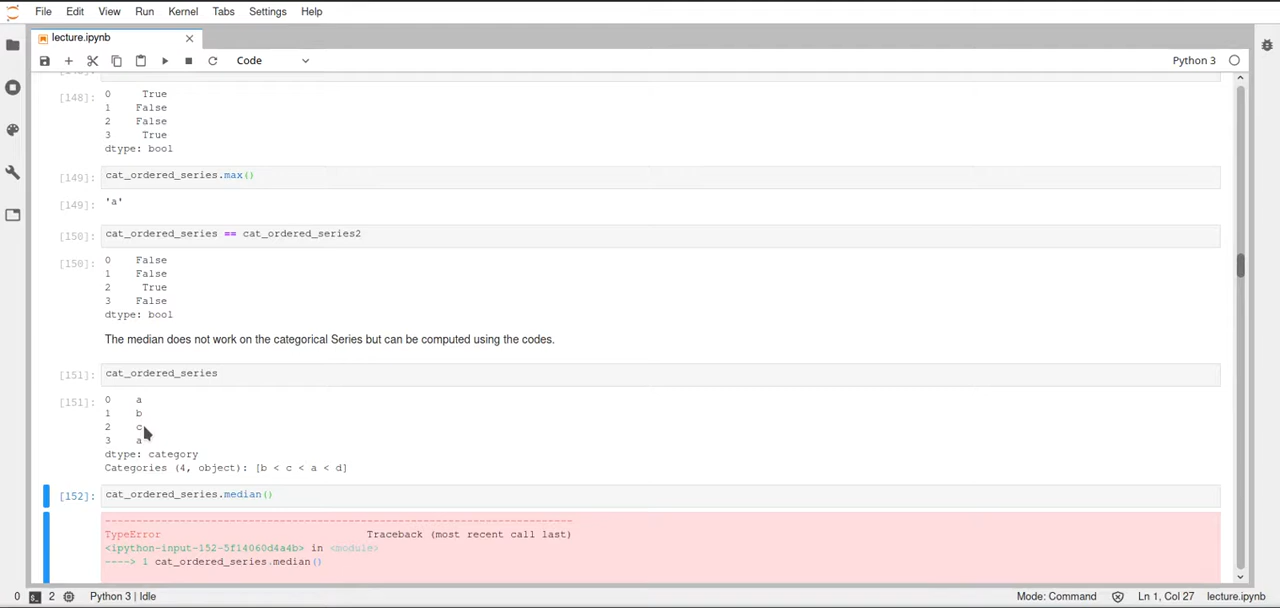 File Edit View Run Kernel Tabs Settings Help
lecture.ipynb
Code
Python 3
[148]:
0 True
1 False
2 False
3 True
dtype: bool
[149]: cat_ordered_series.max()
[149]: 'a'
[150]: cat_ordered_series == cat_ordered_series2
[150]:
0 False
1 False
2 True
3 False
dtype: bool
The median does not work on the categorical Series but can be computed using the codes.
[151]: cat_ordered_series
[151]:
0 a
1 b
2 c
3 a
dtype: category
Categories (4, object): [b < c < a < d]
[152]: cat_ordered_series.median()
---------------------------------------------------------------------------
TypeError Traceback (most recent call last)
<ipython-input-152-5f14060d4a4b> in <module>
----> 1 cat_ordered_series.median()
0 2 Python 3 | Idle Mode: Command Ln 1, Col 27 lecture.ipynb